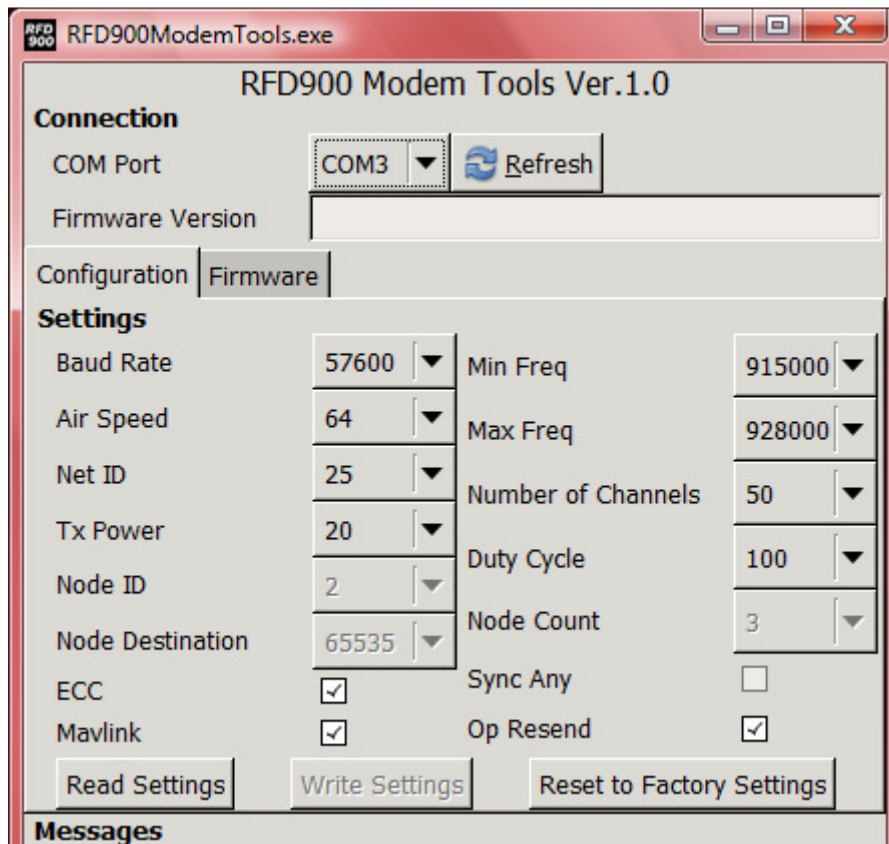 RFD 900 RFD900ModemTools.exe
RFD900 Modem Tools Ver.1.0
Connection
COM Port COM3 Refresh
Firmware Version
Configuration Firmware
Settings
Baud Rate 57600 Min Freq 915000
Air Speed 64 Max Freq 928000
Net ID 25 Number of Channels 50
Tx Power 20 Duty Cycle 100
Node ID 2 Node Count 3
Node Destination 65535
ECC Sync Any
Mavlink Op Resend
Read Settings Write Settings Reset to Factory Settings
Messages